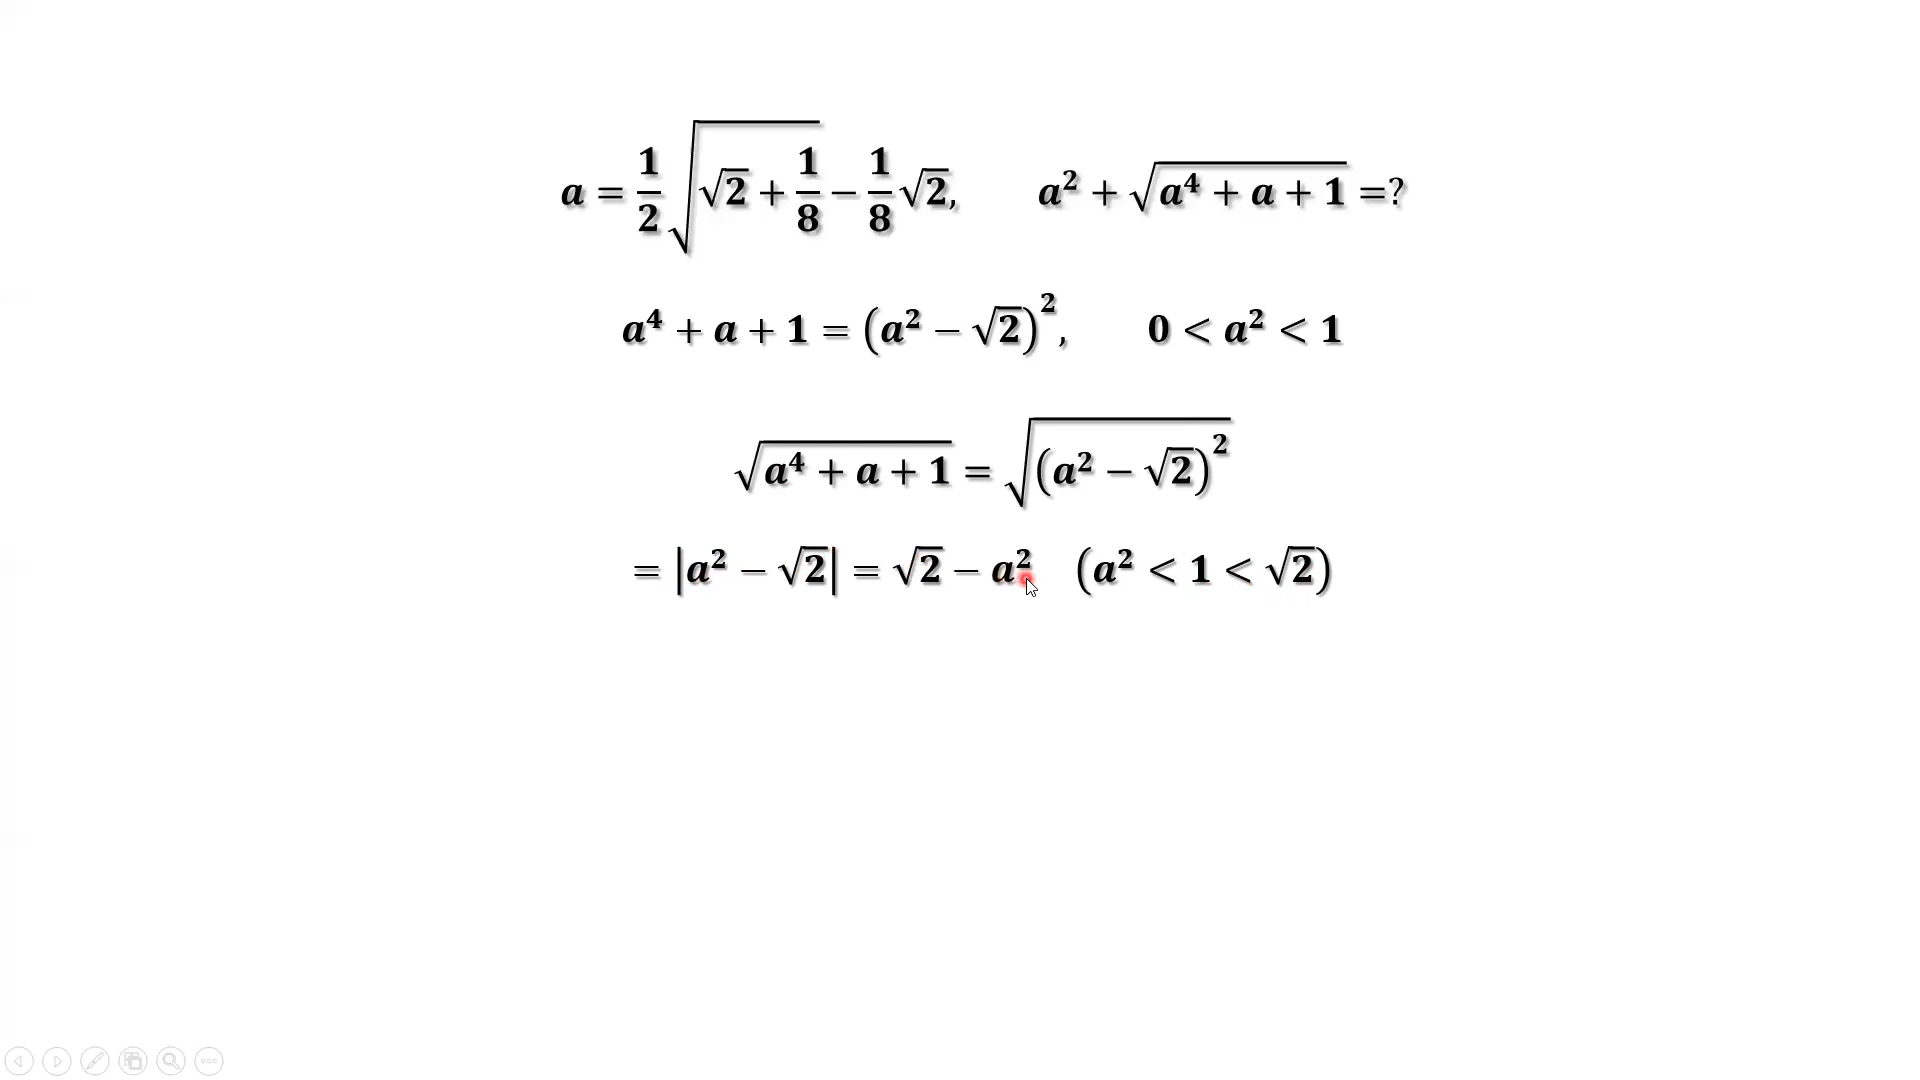 a = 1/2 √(√2 + 1/8) − 1/8 √2, a² + √(a⁴ + a + 1) =?
a⁴ + a + 1 = (a² − √2)², 0 < a² < 1
√(a⁴ + a + 1) = √((a² − √2)²)
= |a² − √2| = √2 − a² (a² < 1 < √2)